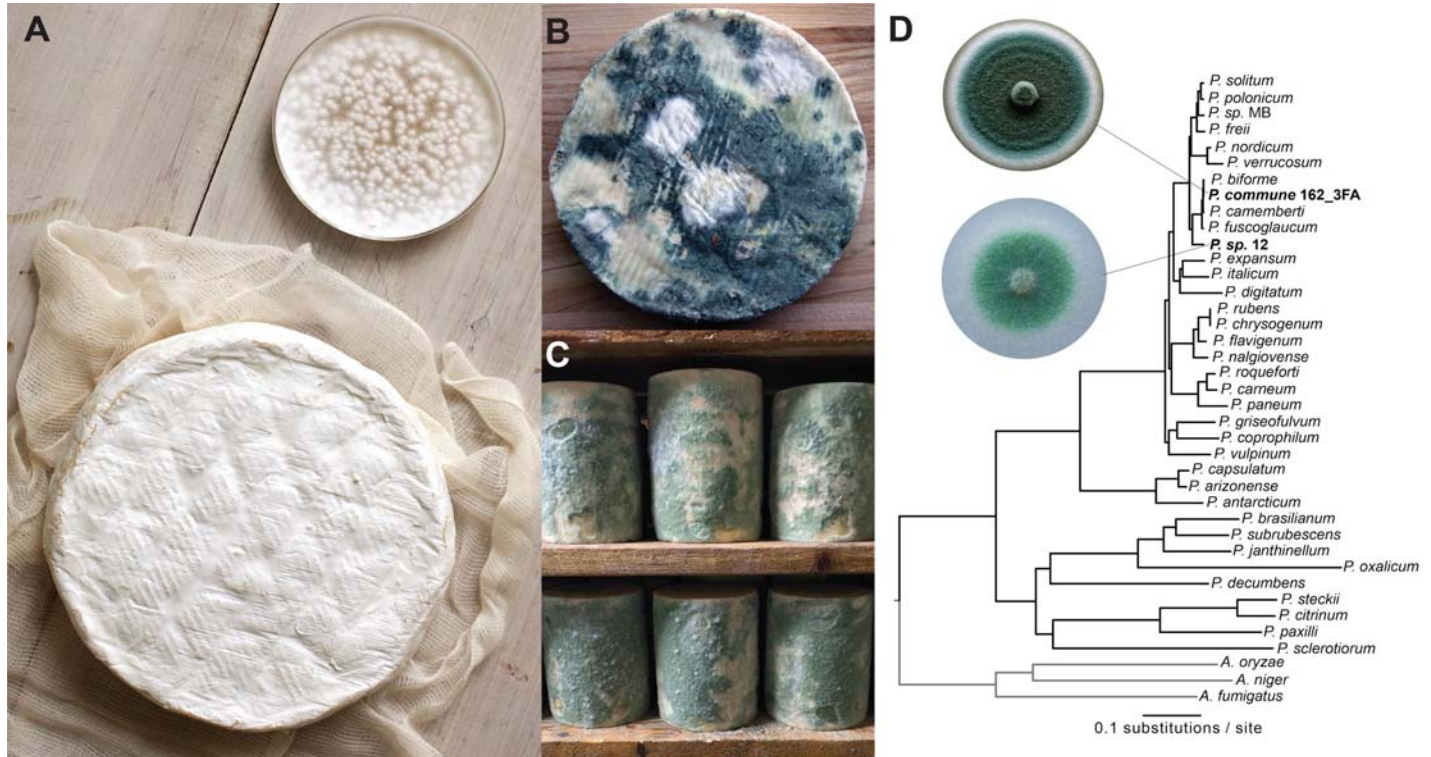 A
B
C
D
P. solitum
P. polonicum
P. sp. MB
P. freii
P. nordicum
P. verrucosum
P. biforme
P. commune 162_3FA
P. camemberti
P. fuscoglaucum
P. sp. 12
P. expansum
P. italicum
P. digitatum
P. rubens
P. chrysogenum
P. flavigenum
P. nalgiovense
P. roqueforti
P. carneum
P. paneum
P. griseofulvum
P. coprophilum
P. vulpinum
P. capsulatum
P. arizonense
P. antarcticum
P. brasilianum
P. subrubescens
P. janthinellum
P. oxalicum
P. decumbens
P. steckii
P. citrinum
P. paxilli
P. sclerotiorum
A. oryzae
A. niger
A. fumigatus
0.1 substitutions / site